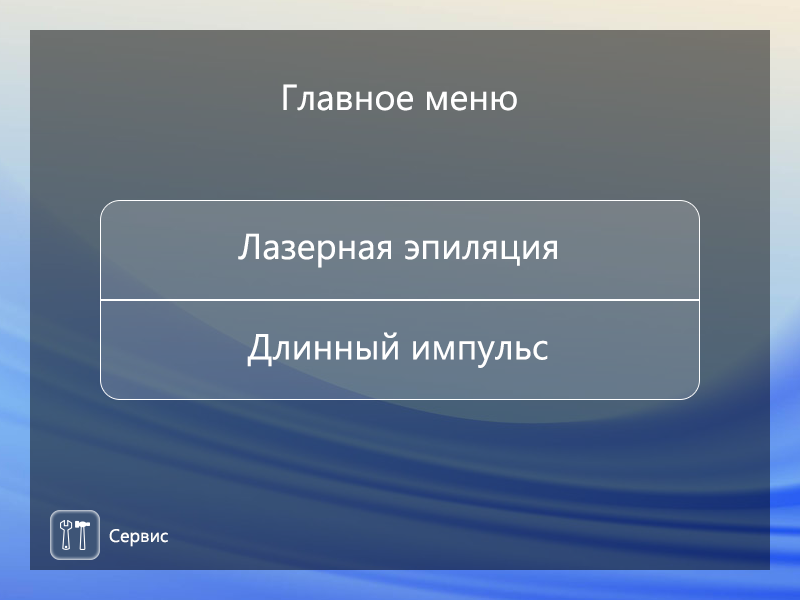 Главное меню
Лазерная эпиляция
Длинный импульс
Сервис